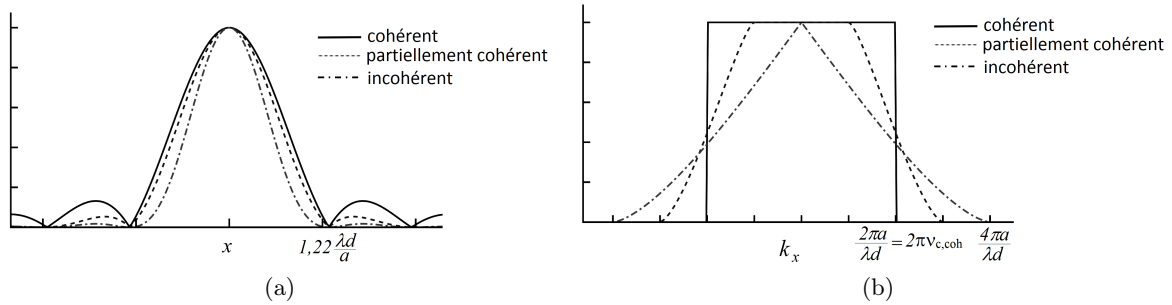 cohérent
partiellement cohérent
incohérent
x
1,22 λd/a
(a)
cohérent
partiellement cohérent
incohérent
k_x
2πa/λd = 2πν_c,coh
4πa/λd
(b)